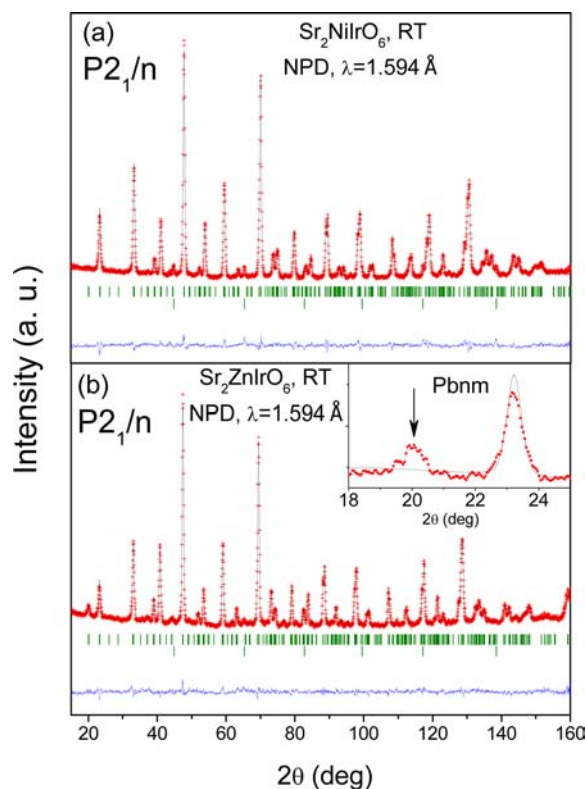 (a)
Sr₂NiIrO₆, RT
P2₁/n
NPD, λ=1.594 Å
Intensity (a. u.)
(b)
Sr₂ZnIrO₆, RT
P2₁/n
NPD, λ=1.594 Å
Pbnm
18 20 22 24
2θ (deg)
20 40 60 80 100 120 140 160
2θ (deg)